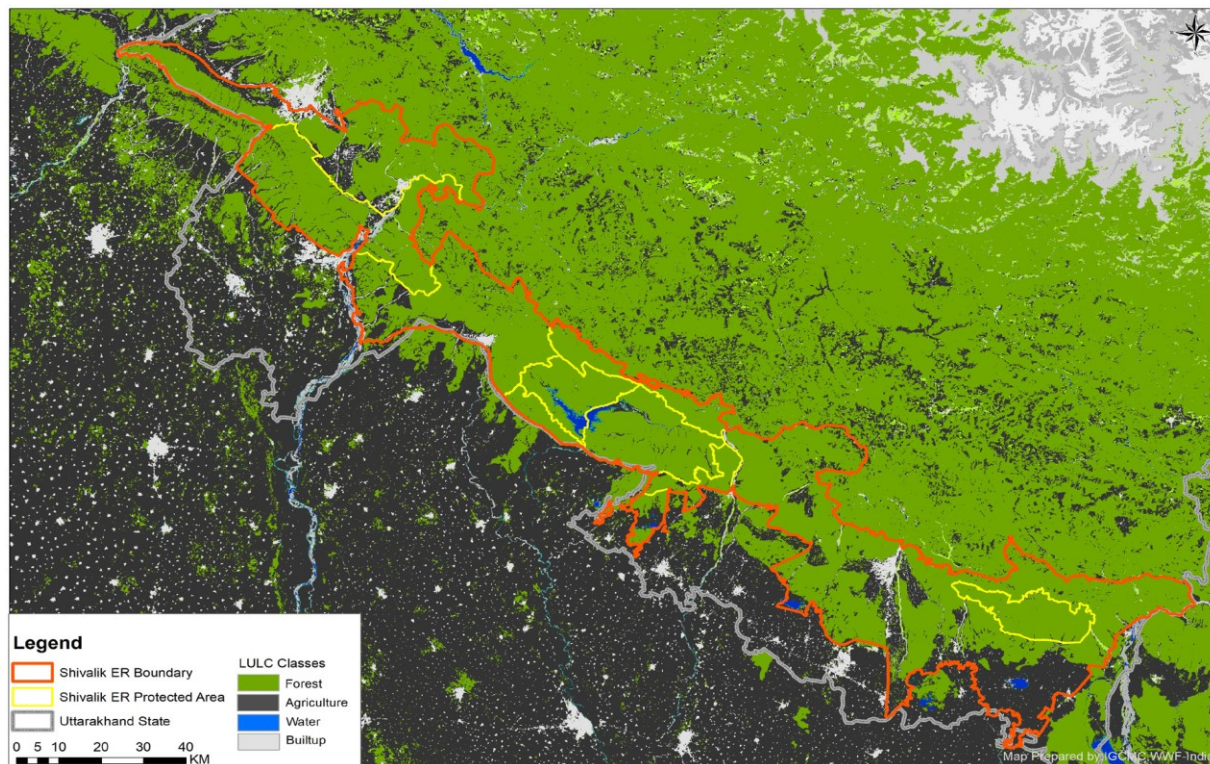 Legend
Shivalik ER Boundary
Shivalik ER Protected Area
Uttarakhand State
0 5 10 20 30 40
KM
LULC Classes
Forest
Agriculture
Water
Builtup
Map Prepared by IGCMC, WWF-India